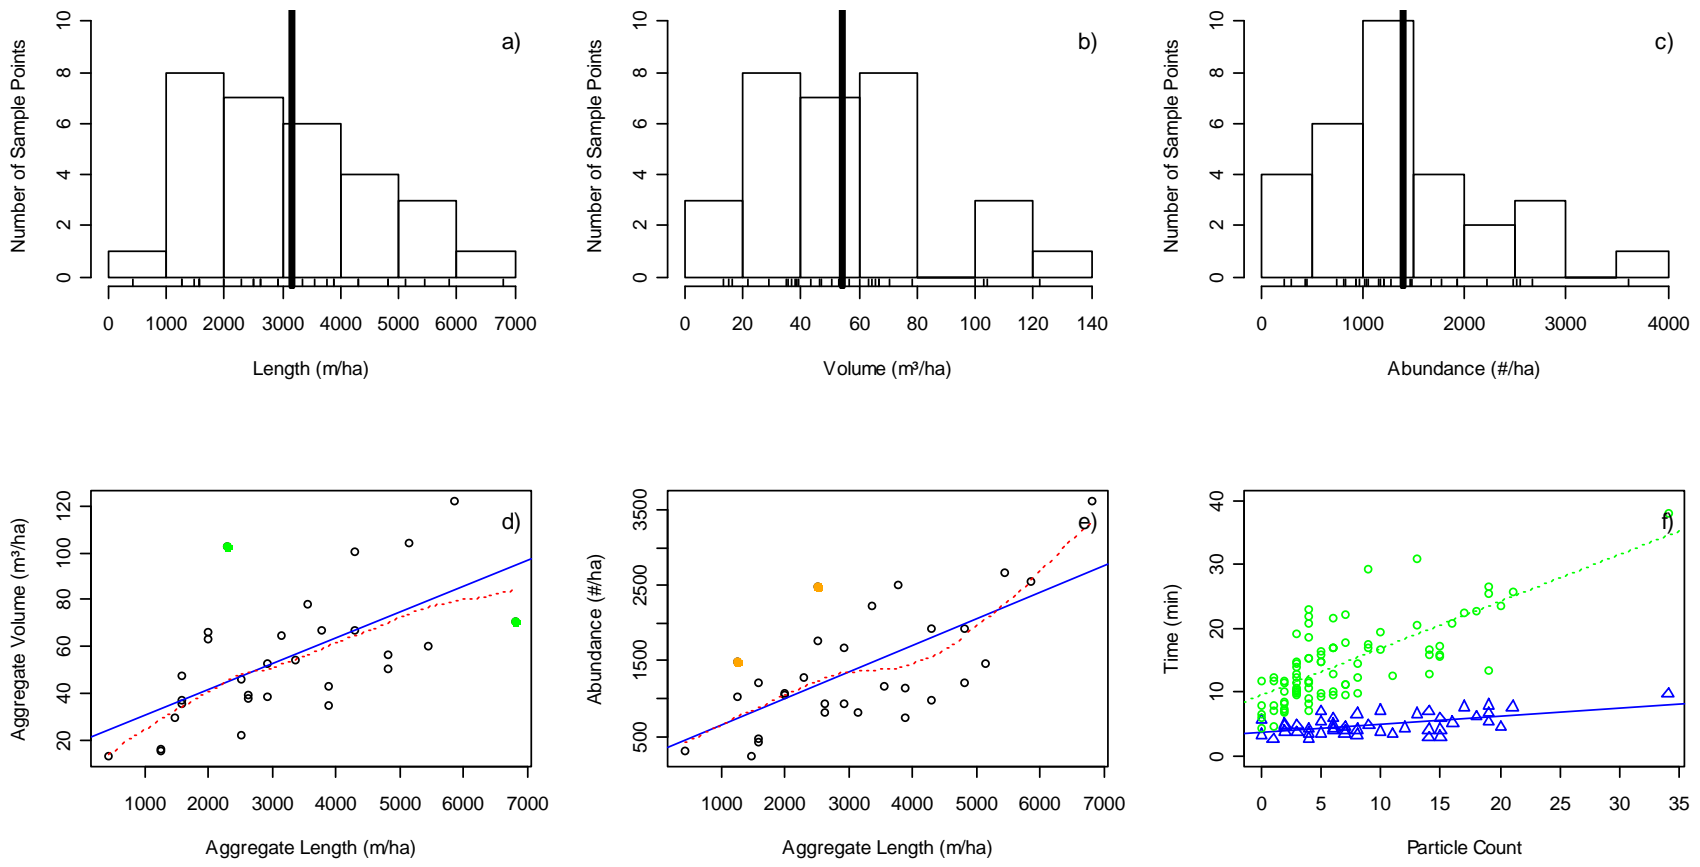 a)
Number of Sample Points
0 2 4 6 8 10
0 1000 2000 3000 4000 5000 6000 7000
Length (m/ha)
b)
Number of Sample Points
0 2 4 6 8 10
0 20 40 60 80 100 120 140
Volume (m³/ha)
c)
Number of Sample Points
0 2 4 6 8 10
0 1000 2000 3000 4000
Abundance (#/ha)
d)
Aggregate Volume (m³/ha)
20 40 60 80 100 120
1000 2000 3000 4000 5000 6000 7000
Aggregate Length (m/ha)
e)
Abundance (#/ha)
500 1500 2500 3500
1000 2000 3000 4000 5000 6000 7000
Aggregate Length (m/ha)
f)
Time (min)
0 10 20 30 40
0 5 10 15 20 25 30 35
Particle Count